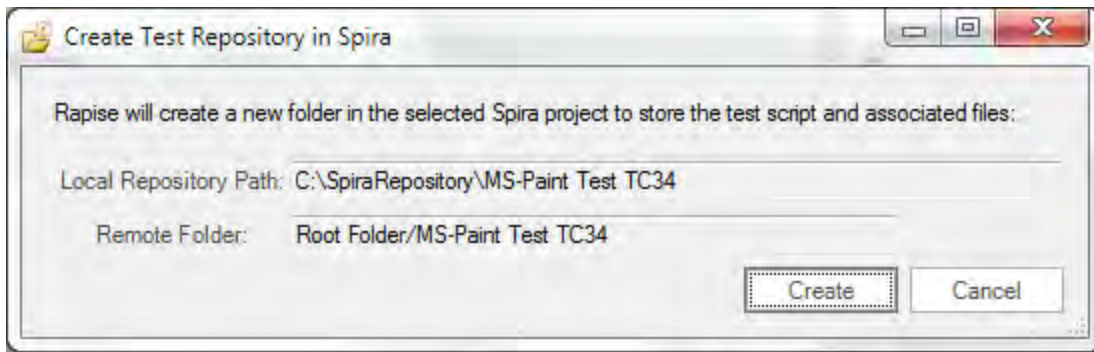 Create Test Repository in Spira
Rapise will create a new folder in the selected Spira project to store the test script and associated files:
Local Repository Path: C:\SpiraRepository\MS-Paint Test TC34
Remote Folder: Root Folder/MS-Paint Test TC34
Create Cancel